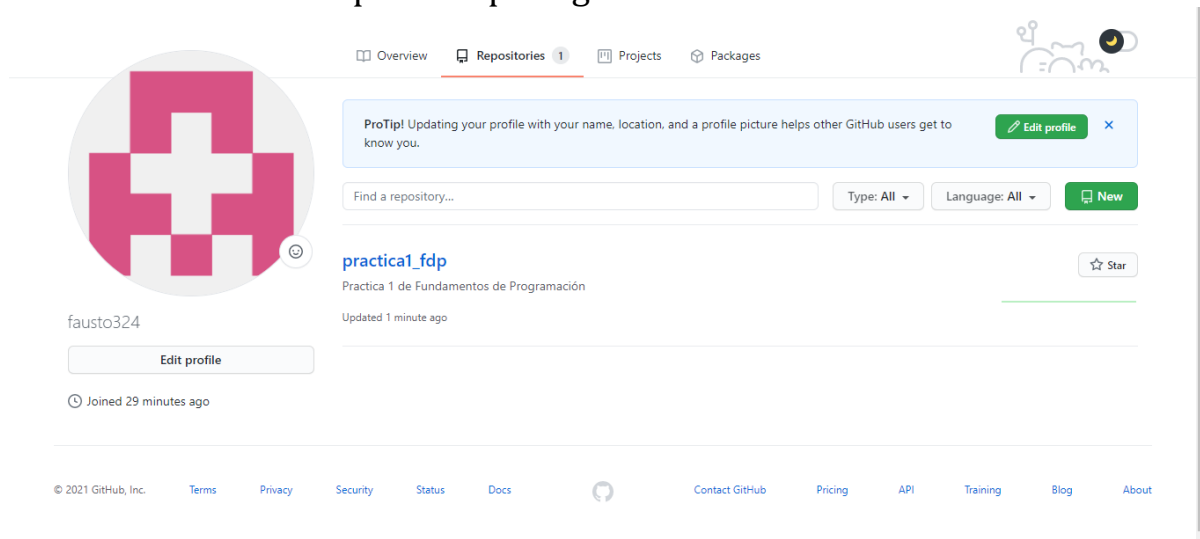 Overview Repositories 1 Projects Packages
ProTip! Updating your profile with your name, location, and a profile picture helps other GitHub users get to
know you.
Edit profile
Find a repository...
Type: All
Language: All
New
practica1_fdp
Star
Practica 1 de Fundamentos de Programación
Updated 1 minute ago
fausto324
Edit profile
Joined 29 minutes ago
© 2021 GitHub, Inc. Terms Privacy Security Status Docs Contact GitHub Pricing API Training Blog About